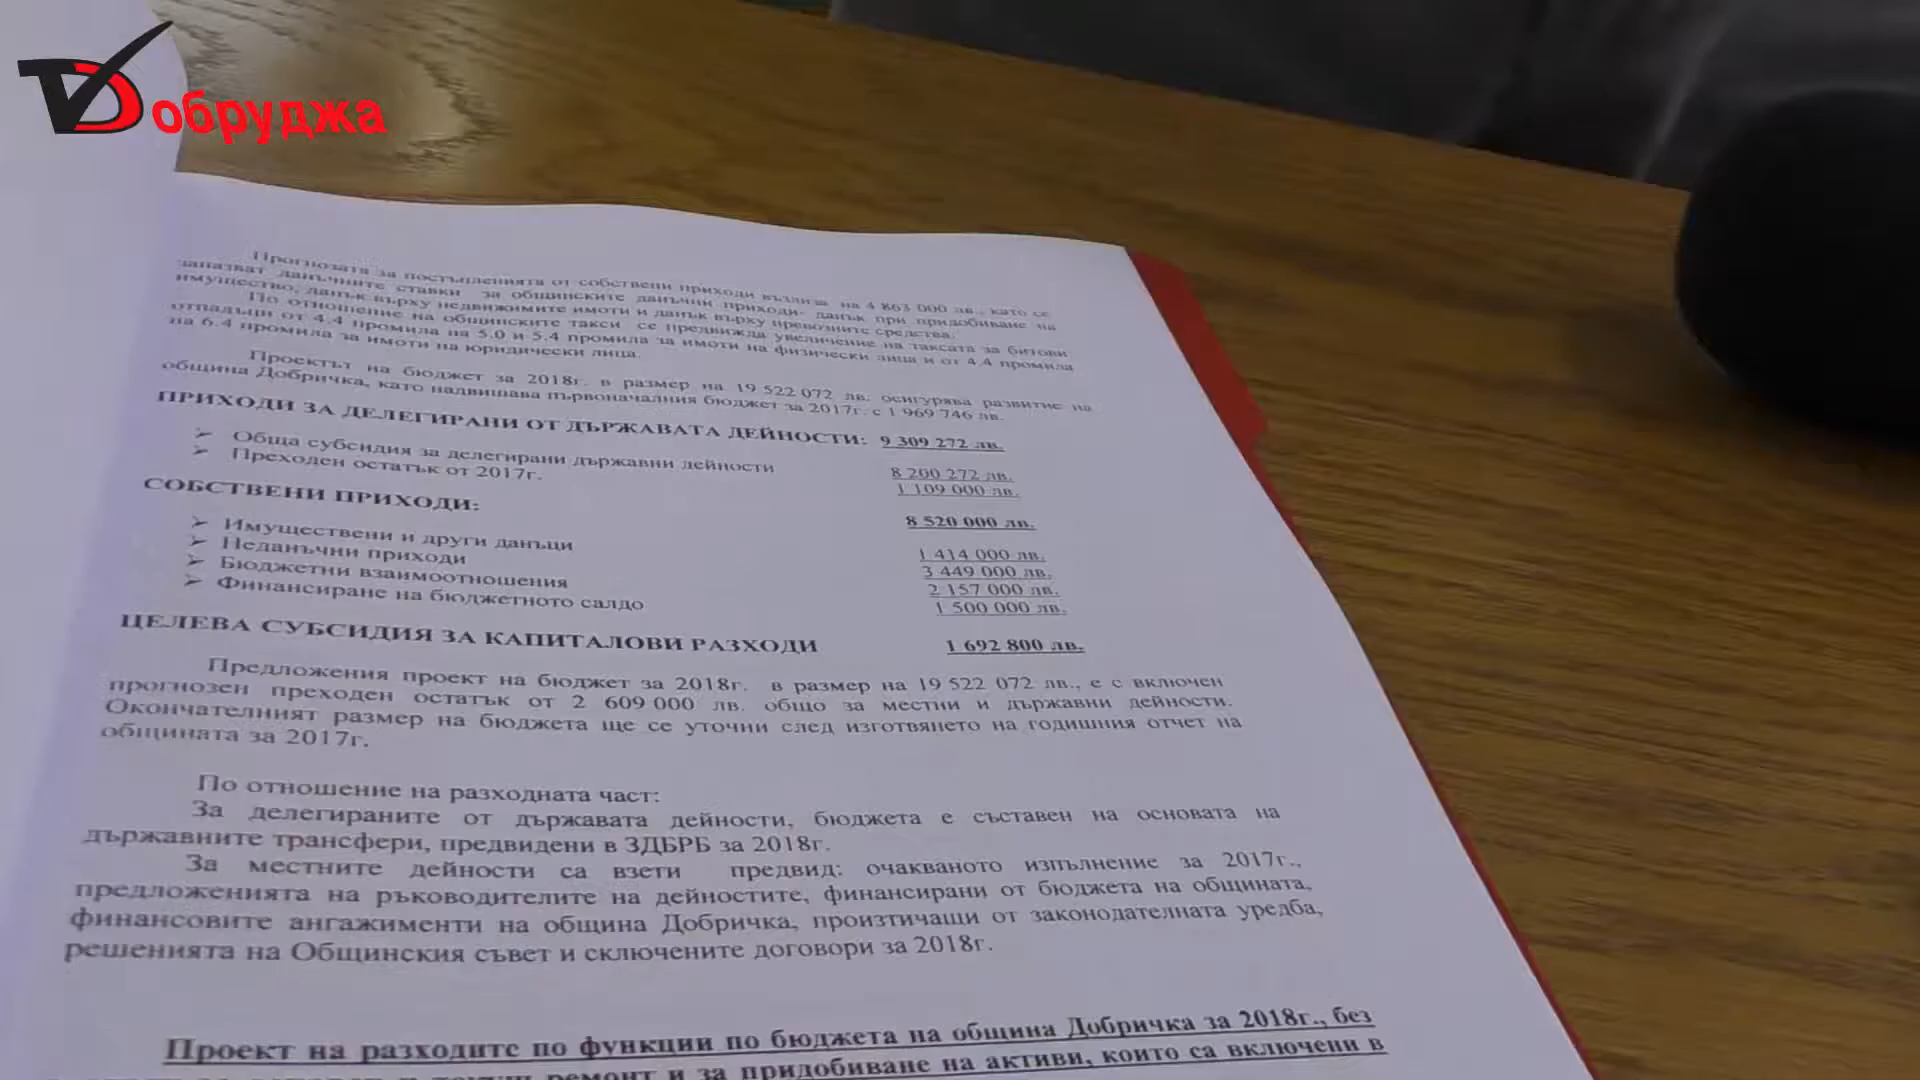 Добруджа
Прогнозата за постъпленията от собствени приходи възлиза на 4 863 000 лв., като се
запазват данъчните ставки за общинските данъчни приходи- данък при придобиване на
имущество, данък върху недвижимите имоти и данък върху превозните средства.
По отношение на общинските такси се предвижда увеличение на таксата за битови
отпадъци от 4.4 промила на 5.0 и 5.4 промила за имоти на физически лица и от 4.4 промила
на 6.4 промила за имоти на юридически лица.
Проектът на бюджет за 2018г. в размер на 19 522 072 лв. осигурява развитие на
община Добричка, като надвишава първоначалния бюджет за 2017г. с 1 969 746 лв.
ПРИХОДИ ЗА ДЕЛЕГИРАНИ ОТ ДЪРЖАВАТА ДЕЙНОСТИ: 9 309 272 лв.
➢ Обща субсидия за делегирани държавни дейности 8 200 272 лв.
➢ Преходен остатък от 2017г. 1 109 000 лв.
СОБСТВЕНИ ПРИХОДИ: 8 520 000 лв.
➢ Имуществени и други данъци 1 414 000 лв.
➢ Неданъчни приходи 3 449 000 лв.
➢ Бюджетни взаимоотношения 2 157 000 лв.
➢ Финансиране на бюджетното салдо 1 500 000 лв.
ЦЕЛЕВА СУБСИДИЯ ЗА КАПИТАЛОВИ РАЗХОДИ 1 692 800 лв.
Предложения проект на бюджет за 2018г. в размер на 19 522 072 лв., е с включен
прогнозен преходен остатък от 2 609 000 лв. общо за местни и държавни дейности.
Окончателният размер на бюджета ще се уточни след изготвянето на годишния отчет на
общината за 2017г.
По отношение на разходната част:
За делегираните от държавата дейности, бюджета е съставен на основата на
държавните трансфери, предвидени в ЗДБРБ за 2018г.
За местните дейности са взети предвид: очакваното изпълнение за 2017г.,
предложенията на ръководителите на дейностите, финансирани от бюджета на общината,
финансовите ангажименти на община Добричка, произтичащи от законодателната уредба,
решенията на Общинския съвет и сключените договори за 2018г.
Проект на разходите по функции по бюджета на община Добричка за 2018г., без
ремонт и за придобиване на активи, които са включени в